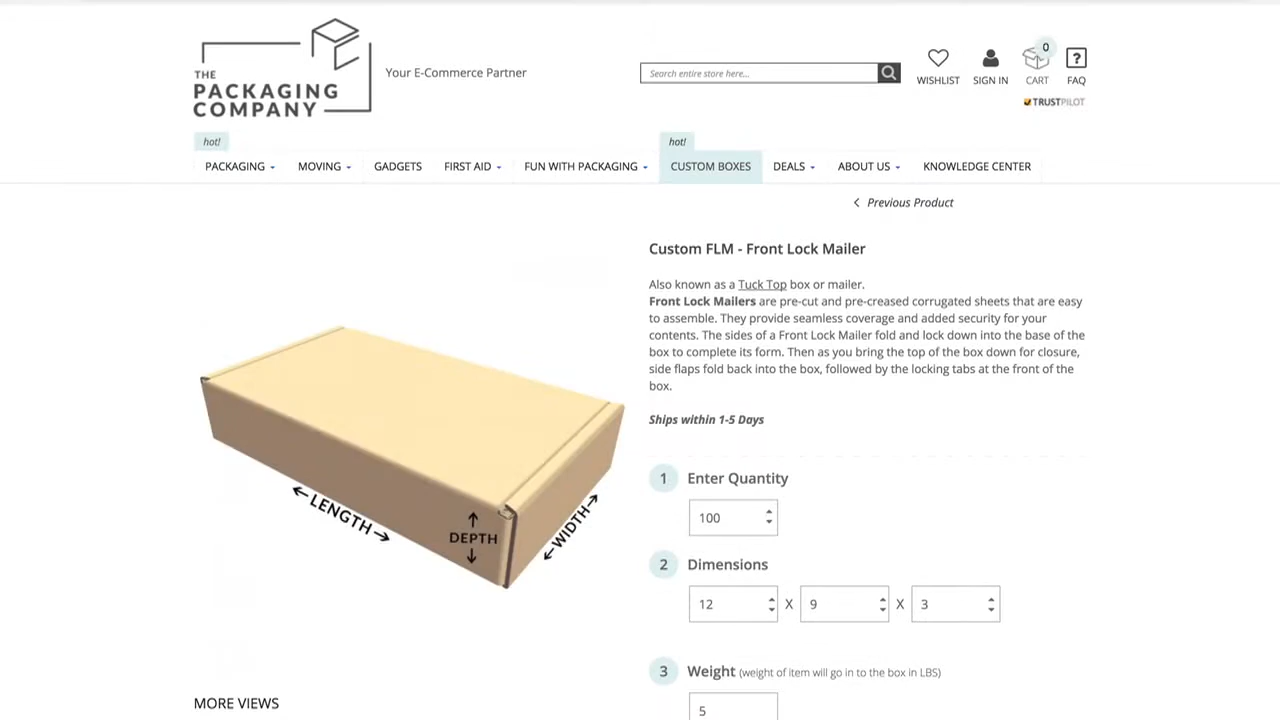 THE
PACKAGING
COMPANY
Your E-Commerce Partner
Search entire store here...
WISHLIST
SIGN IN
0
CART
?
FAQ
TRUSTPILOT
hot!
hot!
PACKAGING
MOVING
GADGETS
FIRST AID
FUN WITH PACKAGING
CUSTOM BOXES
DEALS
ABOUT US
KNOWLEDGE CENTER
Previous Product
Custom FLM - Front Lock Mailer
Also known as a Tuck Top box or mailer.
Front Lock Mailers are pre-cut and pre-creased corrugated sheets that are easy
to assemble. They provide seamless coverage and added security for your
contents. The sides of a Front Lock Mailer fold and lock down into the base of the
box to complete its form. Then as you bring the top of the box down for closure,
side flaps fold back into the box, followed by the locking tabs at the front of the
box.
Ships within 1-5 Days
1 Enter Quantity
100
2 Dimensions
12 X 9 X 3
3 Weight (weight of item will go in to the box in LBS)
5
LENGTH
DEPTH
WIDTH
MORE VIEWS